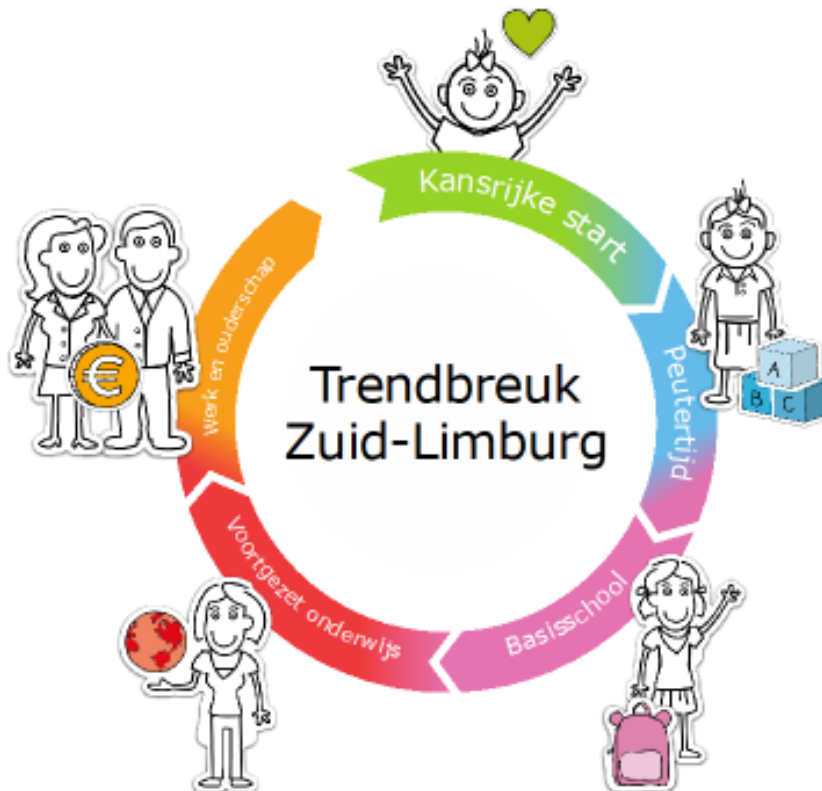 Kansrijke start
Peutertijd
Basisschool
Voortgezet onderwijs
Werk en ouderschap
Trendbreuk
Zuid-Limburg
€
A
B
C